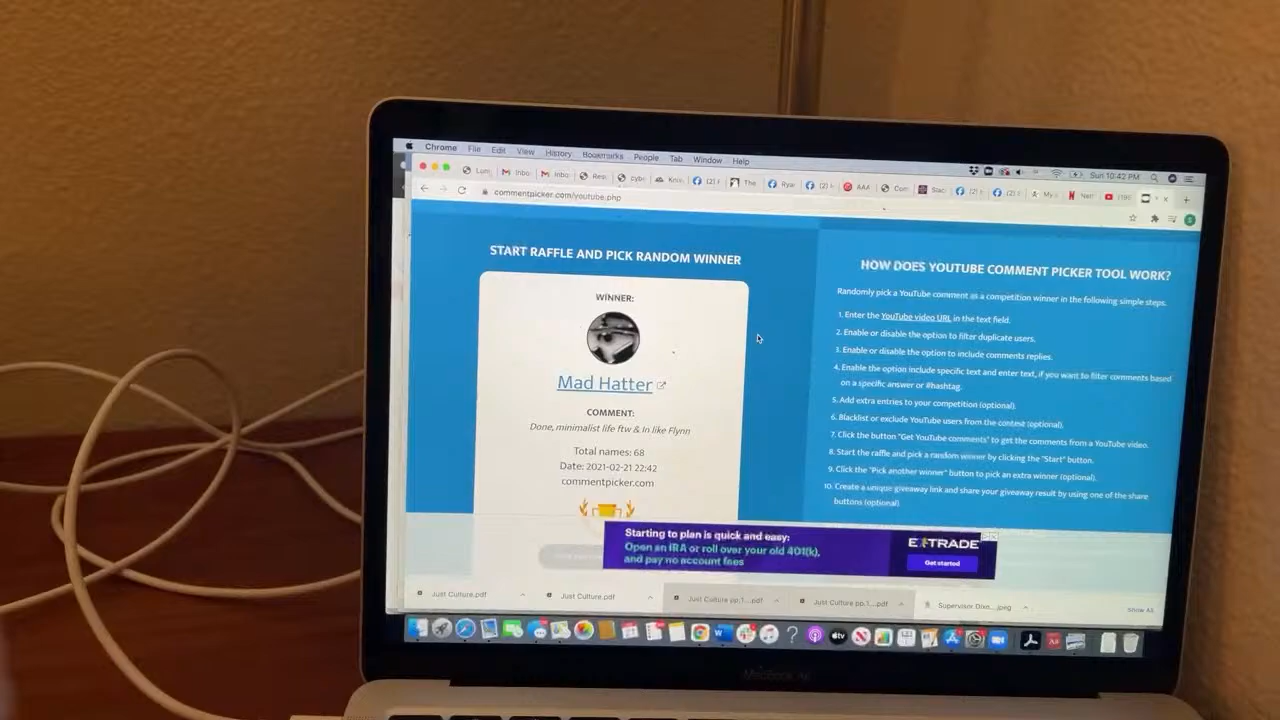 Chrome File Edit View History Bookmarks People Tab Window Help
Sun 10:42 PM
commentpicker.com/youtube.php
START RAFFLE AND PICK RANDOM WINNER
WINNER:
Mad Hatter
COMMENT:
Done, minimalist life ftw & In like Flynn
Total names: 68
Date: 2021-02-21 22:42
commentpicker.com
HOW DOES YOUTUBE COMMENT PICKER TOOL WORK?
Randomly pick a YouTube comment as a competition winner in the following simple steps.
1. Enter the YouTube video URL in the text field.
2. Enable or disable the option to filter duplicate users.
3. Enable or disable the option to include comments replies.
4. Enable the option include specific text and enter text, if you want to filter comments based
on a specific answer or #hashtag.
5. Add extra entries to your competition (optional).
6. Blacklist or exclude YouTube users from the contest (optional).
7. Click the button "Get YouTube comments" to get the comments from a YouTube video.
8. Start the raffle and pick a random winner by clicking the "Start" button.
9. Click the "Pick another winner" button to pick an extra winner (optional).
10. Create a unique giveaway link and share your giveaway result by using one of the share
buttons (optional)
Starting to plan is quick and easy:
Open an IRA or roll over your old 401(k),
and pay no account fees
E*TRADE
Get started
Just Culture.pdf
Just Culture.pdf
Just Culture pp.1....pdf
Just Culture pp.1....pdf
Supervisor Dixo....jpeg
Show All
MacBook Air